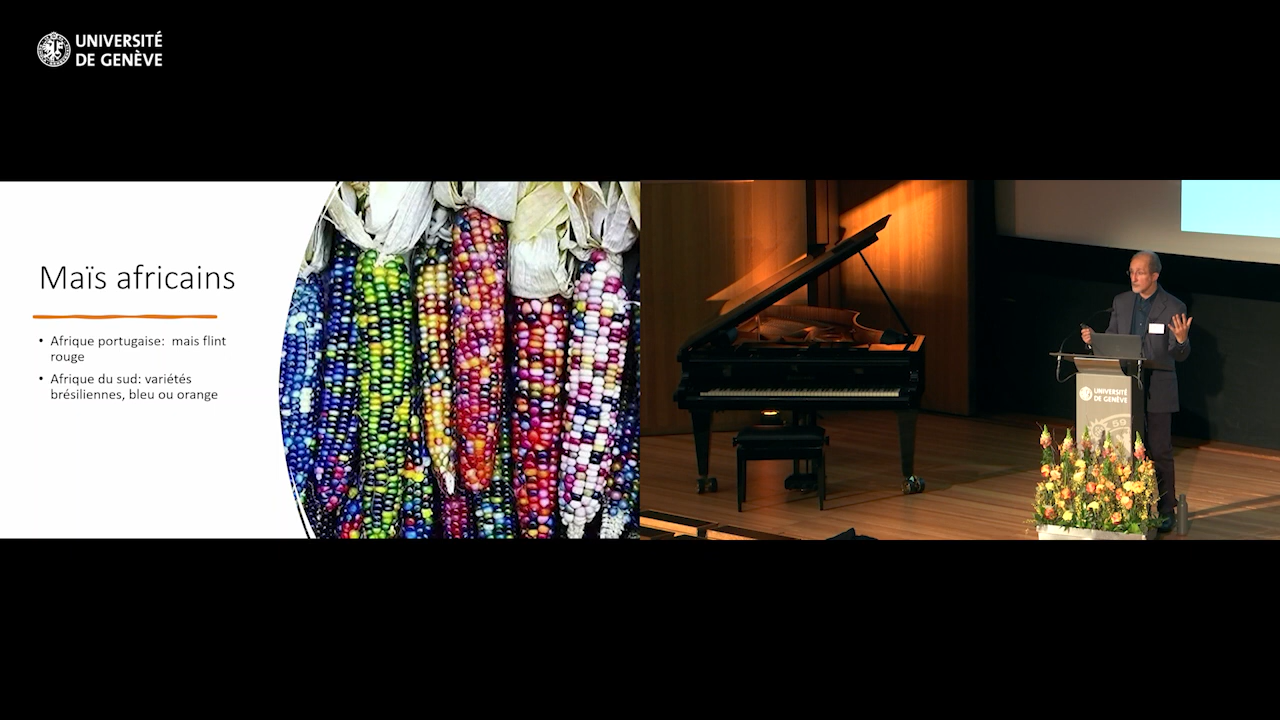 UNIVERSITÉ
DE GENÈVE
Maïs africains
• Afrique portugaise: mais flint
rouge
• Afrique du sud: variétés
brésiliennes, bleu ou orange
UNIVERSITÉ
DE GENÈVE